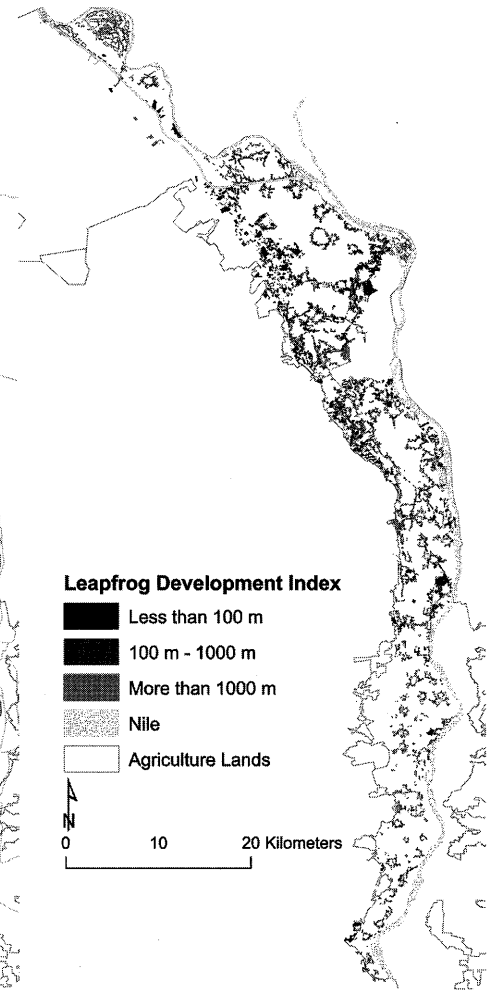 Leapfrog Development Index
Less than 100 m
100 m - 1000 m
More than 1000 m
Nile
Agriculture Lands
N
0 10 20 Kilometers